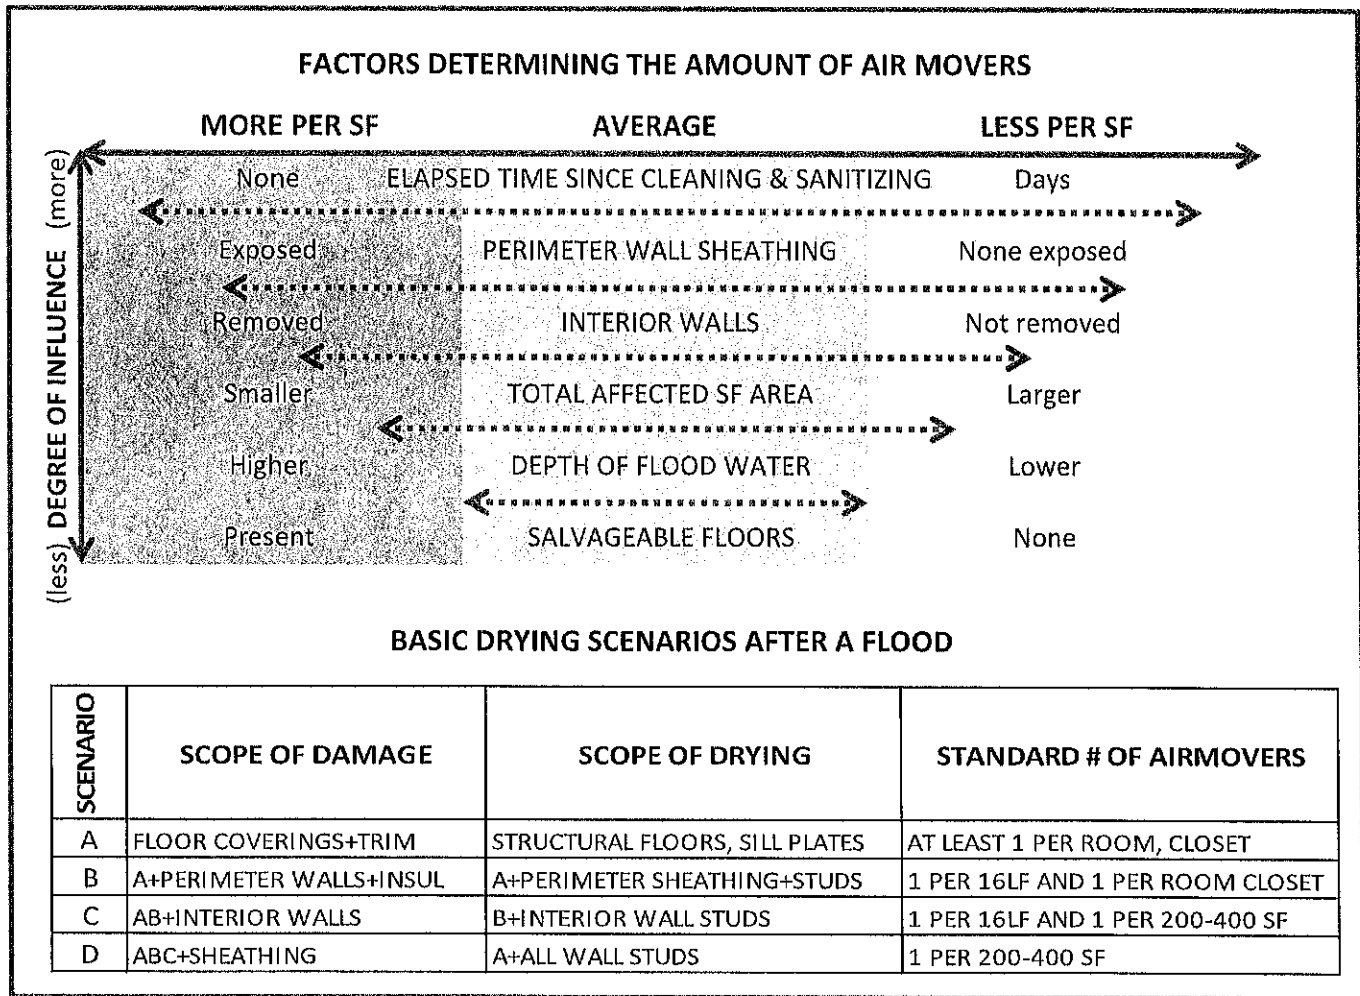 FACTORS DETERMINING THE AMOUNT OF AIR MOVERS
MORE PER SF AVERAGE LESS PER SF
(less) DEGREE OF INFLUENCE (more)
None ELAPSED TIME SINCE CLEANING & SANITIZING Days
Exposed PERIMETER WALL SHEATHING None exposed
Removed INTERIOR WALLS Not removed
Smaller TOTAL AFFECTED SF AREA Larger
Higher DEPTH OF FLOOD WATER Lower
Present SALVAGEABLE FLOORS None
BASIC DRYING SCENARIOS AFTER A FLOOD
SCENARIO SCOPE OF DAMAGE SCOPE OF DRYING STANDARD # OF AIRMOVERS
A FLOOR COVERINGS+TRIM STRUCTURAL FLOORS, SILL PLATES AT LEAST 1 PER ROOM, CLOSET
B A+PERIMETER WALLS+INSUL A+PERIMETER SHEATHING+STUDS 1 PER 16LF AND 1 PER ROOM CLOSET
C AB+INTERIOR WALLS B+INTERIOR WALL STUDS 1 PER 16LF AND 1 PER 200-400 SF
D ABC+SHEATHING A+ALL WALL STUDS 1 PER 200-400 SF